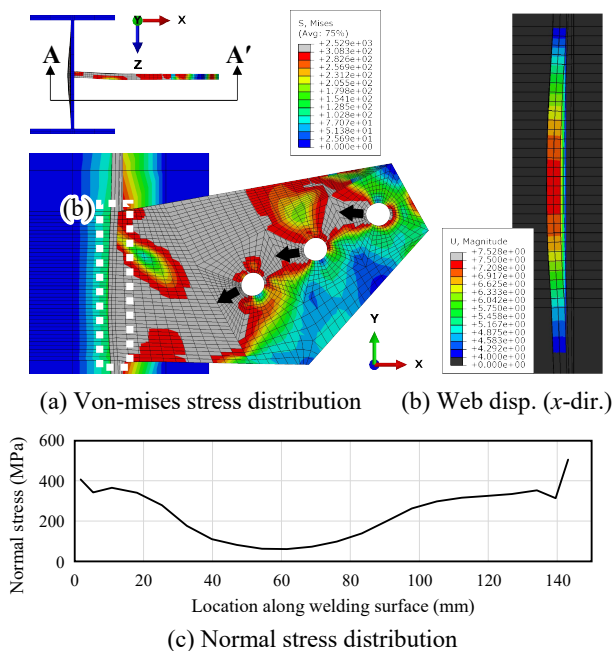 A
A′
Y
X
Z
S, Mises
(Avg: 75%)
+2.529e+03
+3.083e+02
+2.826e+02
+2.569e+02
+2.312e+02
+2.055e+02
+1.798e+02
+1.541e+02
+1.285e+02
+1.028e+02
+7.707e+01
+5.138e+01
+2.569e+01
+0.000e+00
(b)
Y
X
U, Magnitude
+7.528e+00
+7.500e+00
+7.208e+00
+6.917e+00
+6.625e+00
+6.333e+00
+6.042e+00
+5.750e+00
+5.458e+00
+5.167e+00
+4.875e+00
+4.583e+00
+4.292e+00
+4.000e+00
+0.000e+00
(a) Von-mises stress distribution
(b) Web disp. (x-dir.)
Normal stress (MPa)
600
400
200
0
0 20 40 60 80 100 120 140
Location along welding surface (mm)
(c) Normal stress distribution